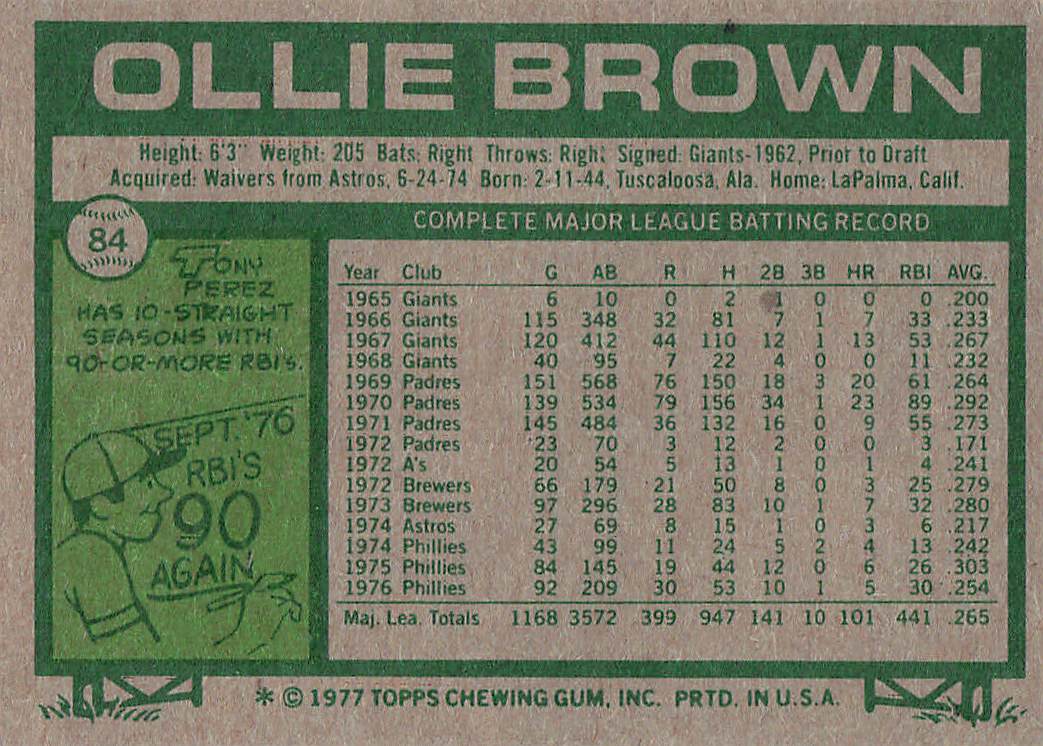 OLLIE BROWN
Height: 6'3" Weight: 205 Bats: Right Throws: Right Signed: Giants-1962, Prior to Draft
Acquired: Waivers from Astros, 6-24-74 Born: 2-11-44, Tuscaloosa, Ala. Home: LaPalma, Calif.
84
TONY
PEREZ
HAS 10-STRAIGHT
SEASONS WITH
90-OR-MORE RBI's.
SEPT. '76
RBI'S
90
AGAIN
COMPLETE MAJOR LEAGUE BATTING RECORD
Year Club G AB R H 2B 3B HR RBI AVG.
1965 Giants 6 10 0 2 1 0 0 0 .200
1966 Giants 115 348 32 81 7 1 7 33 .233
1967 Giants 120 412 44 110 12 1 13 53 .267
1968 Giants 40 95 7 22 4 0 0 11 .232
1969 Padres 151 568 76 150 18 3 20 61 .264
1970 Padres 139 534 79 156 34 1 23 89 .292
1971 Padres 145 484 36 132 16 0 9 55 .273
1972 Padres 23 70 3 12 2 0 0 3 .171
1972 A's 20 54 5 13 1 0 1 4 .241
1972 Brewers 66 179 21 50 8 0 3 25 .279
1973 Brewers 97 296 28 83 10 1 7 32 .280
1974 Astros 27 69 8 15 1 0 3 6 .217
1974 Phillies 43 99 11 24 5 2 4 13 .242
1975 Phillies 84 145 19 44 12 0 6 26 .303
1976 Phillies 92 209 30 53 10 1 5 30 .254
Maj. Lea. Totals 1168 3572 399 947 141 10 101 441 .265
* © 1977 TOPPS CHEWING GUM, INC. PRTD. IN U.S.A.